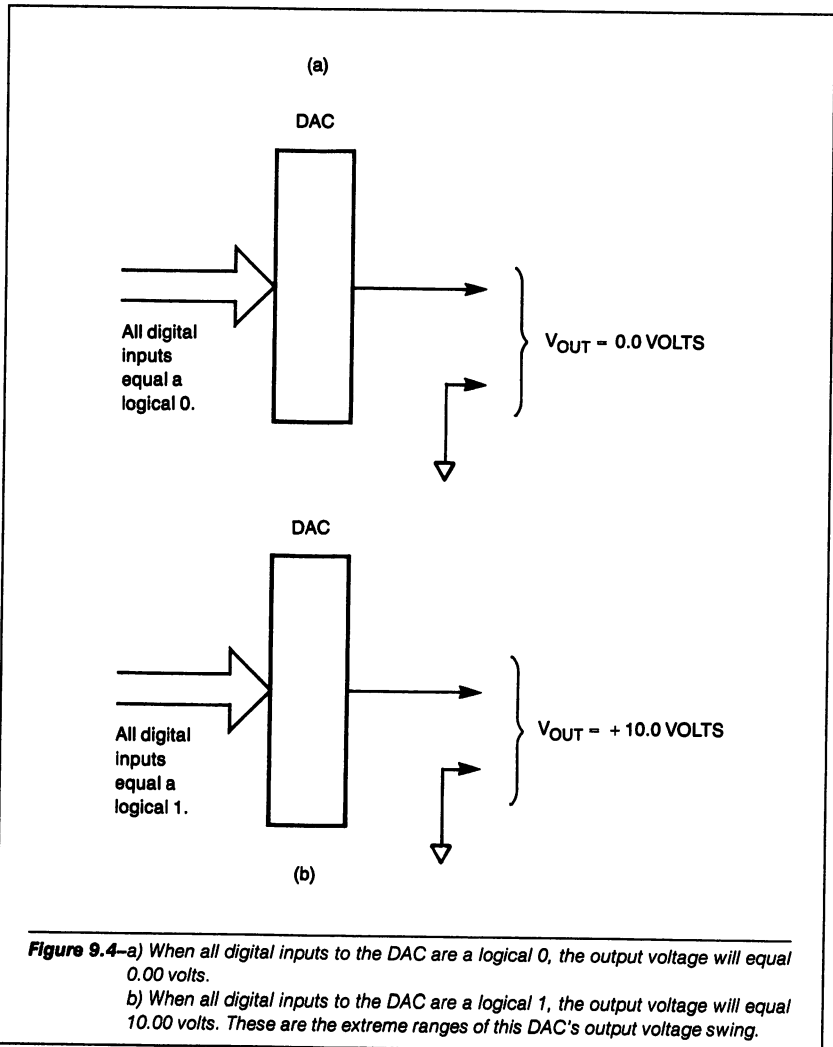 (a)
DAC
All digital
inputs
equal a
logical 0.
VOUT = 0.0 VOLTS
DAC
All digital
inputs
equal a
logical 1.
VOUT = + 10.0 VOLTS
(b)
Figure 9.4–a) When all digital inputs to the DAC are a logical 0, the output voltage will equal
0.00 volts.
b) When all digital inputs to the DAC are a logical 1, the output voltage will equal
10.00 volts. These are the extreme ranges of this DAC's output voltage swing.